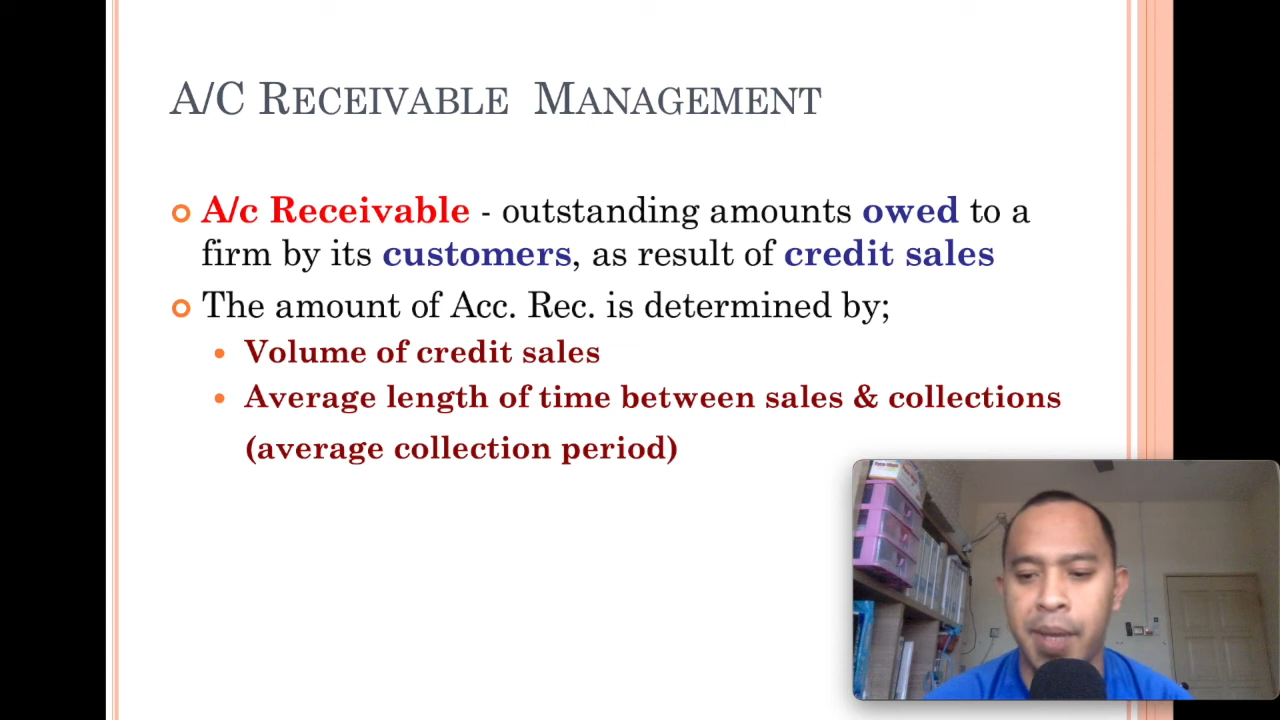 A/C RECEIVABLE MANAGEMENT
A/c Receivable - outstanding amounts owed to a
firm by its customers, as result of credit sales
The amount of Acc. Rec. is determined by;
Volume of credit sales
Average length of time between sales & collections
(average collection period)